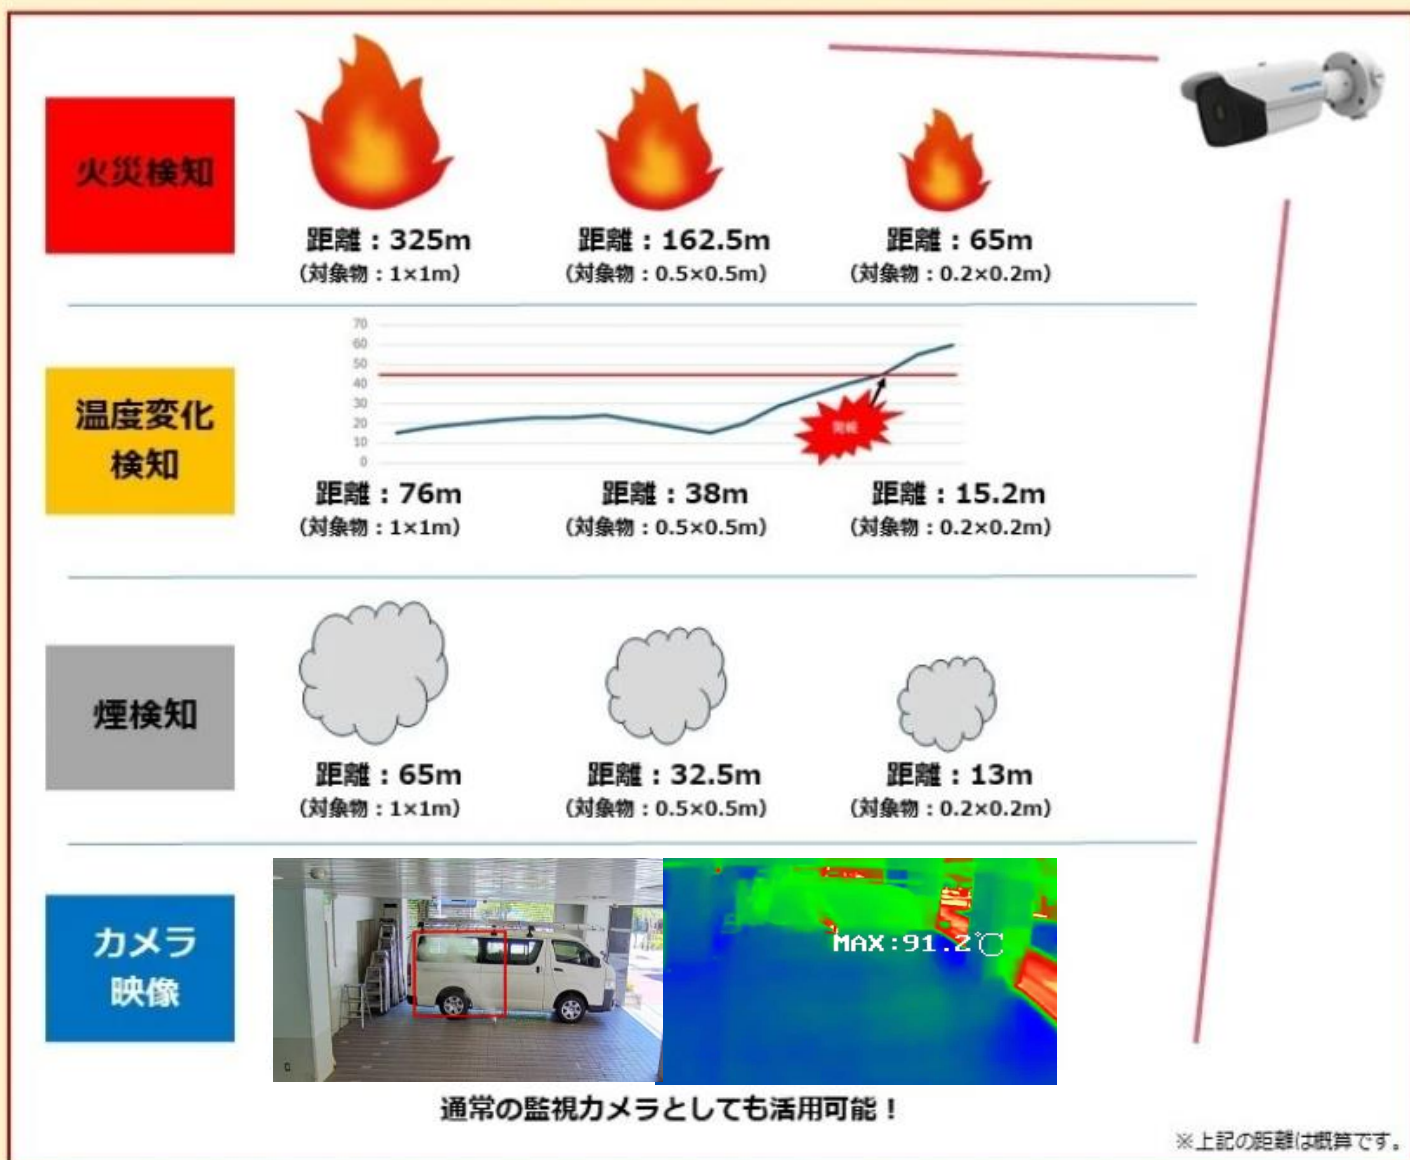 火災検知
距離：325m
距離：162.5m
距離：65m
（対象物：1×1m）
（対象物：0.5×0.5m）
（対象物：0.2×0.2m）
70
60
50
40
30
20
10
0
温度変化
検知
距離：76m
距離：38m
距離：15.2m
（対象物：1×1m）
（対象物：0.5×0.5m）
（対象物：0.2×0.2m）
煙検知
距離：65m
距離：32.5m
距離：13m
（対象物：1×1m）
（対象物：0.5×0.5m）
（対象物：0.2×0.2m）
カメラ
映像
MAX:91.2℃
通常の監視カメラとしても活用可能！
※上記の距離は概算です。